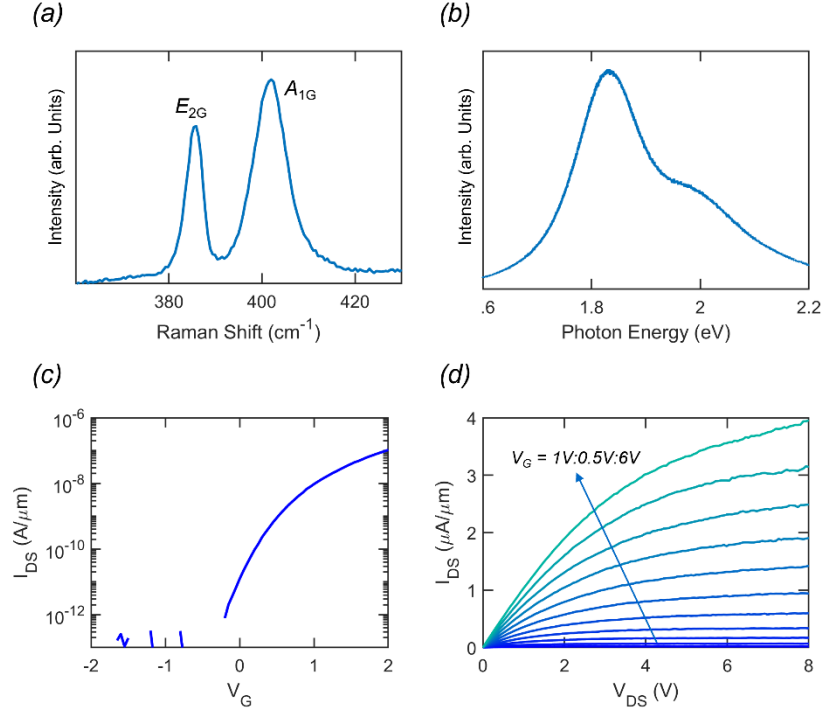 (a)
Intensity (arb. Units)
E2G
A1G
380
400
420
Raman Shift (cm-1)
(b)
Intensity (arb. Units)
.6
1.8
2
2.2
Photon Energy (eV)
(c)
IDS (A/μm)
10-6
10-8
10-10
10-12
-2
-1
0
1
2
VG
(d)
IDS (μA/μm)
4
3
2
1
0
VG = 1V:0.5V:6V
0
2
4
6
8
VDS (V)